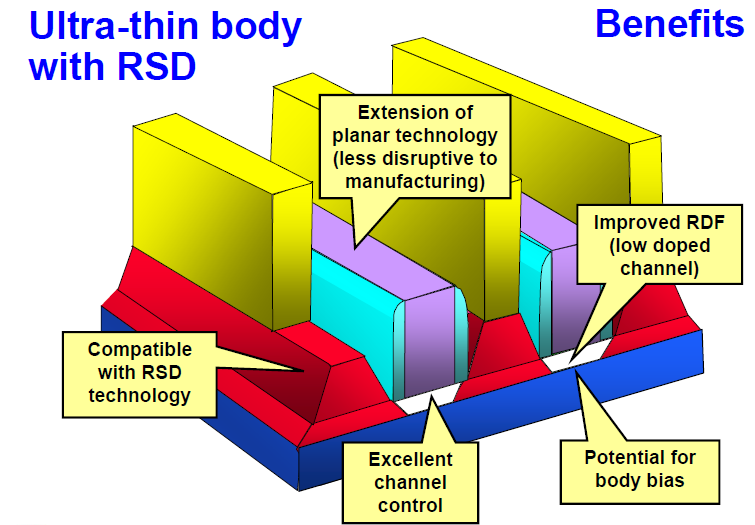 Ultra-thin body
with RSD
Benefits
Extension of
planar technology
(less disruptive to
manufacturing)
Improved RDF
(low doped
channel)
Compatible
with RSD
technology
Excellent
channel
control
Potential for
body bias